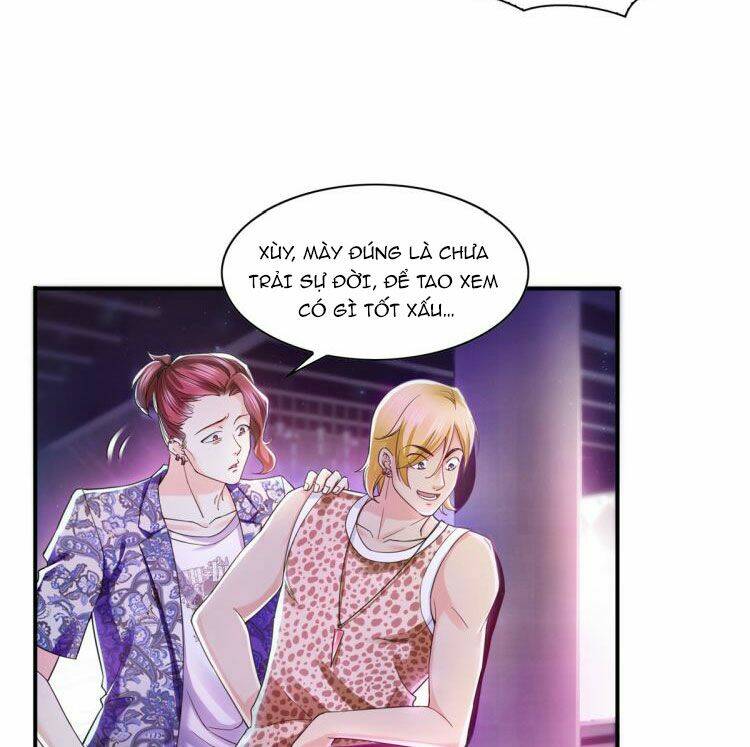 XÙY, MÀY ĐÚNG LÀ CHƯA
TRẢI SỰ ĐỜI, ĐỂ TAO XEM
CÓ GÌ TỐT XẤU...